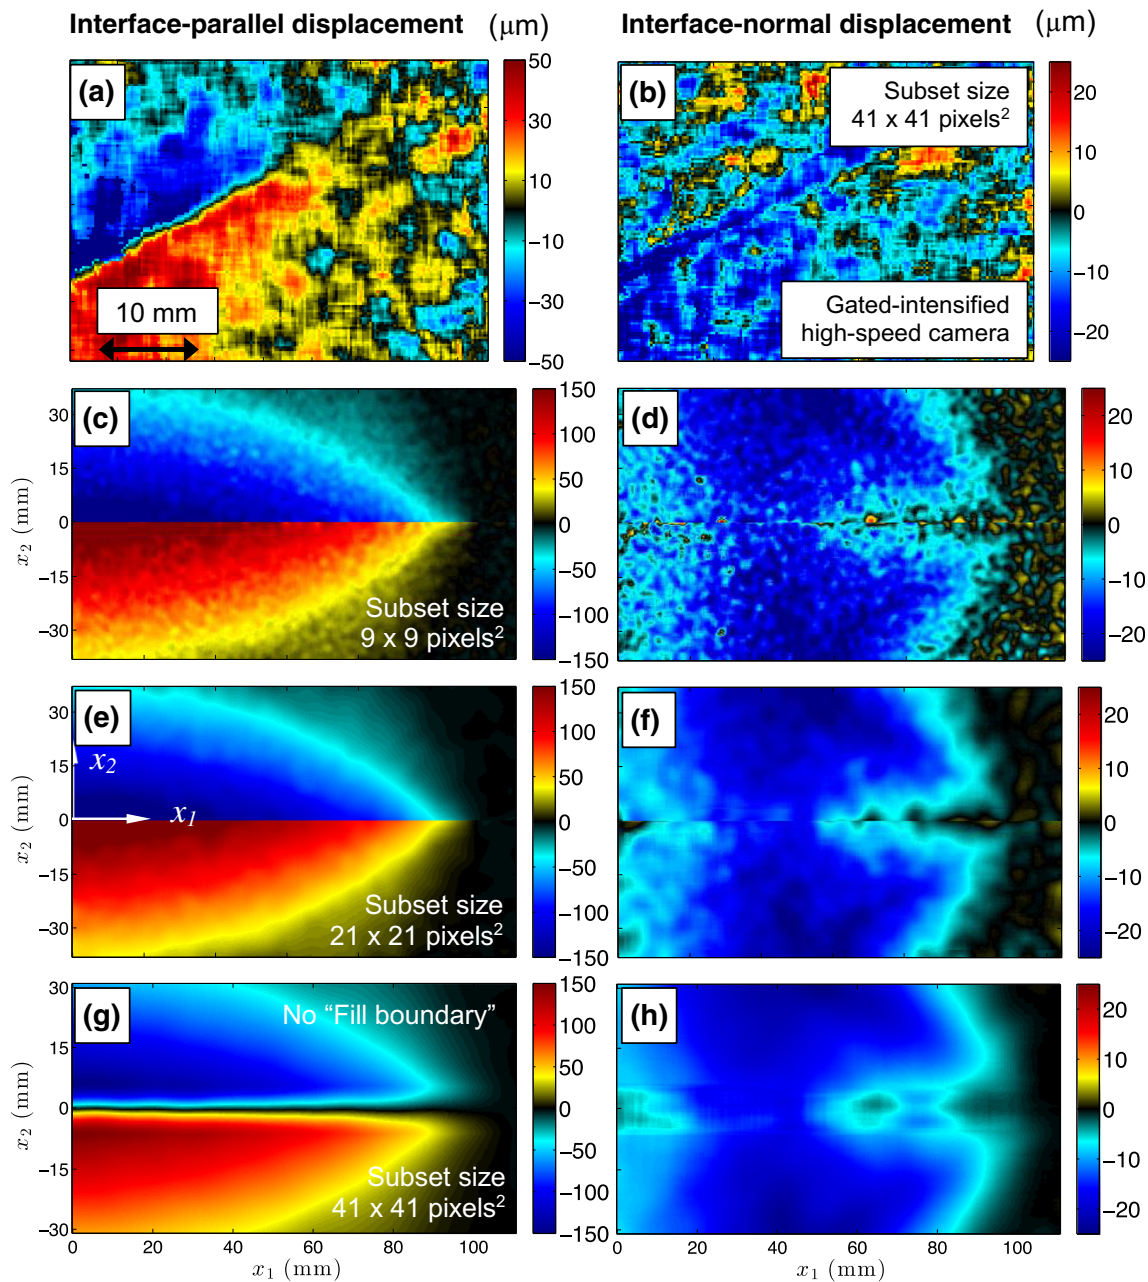 Interface-parallel displacement (μm)
Interface-normal displacement (μm)
(a)
10 mm
50
30
10
−10
−30
−50
(b)
Subset size
41 x 41 pixels²
Gated-intensified
high-speed camera
20
10
0
−10
−20
(c)
Subset size
9 x 9 pixels²
x₂ (mm)
30
15
0
−15
−30
150
100
50
0
−50
−100
−150
(d)
20
10
0
−10
−20
(e)
x₂
x₁
Subset size
21 x 21 pixels²
x₂ (mm)
30
15
0
−15
−30
150
100
50
0
−50
−100
−150
(f)
20
10
0
−10
−20
(g)
No “Fill boundary”
Subset size
41 x 41 pixels²
x₂ (mm)
30
15
0
−15
−30
150
100
50
0
−50
−100
−150
0 20 40 60 80 100
x₁ (mm)
(h)
20
10
0
−10
−20
0 20 40 60 80 100
x₁ (mm)